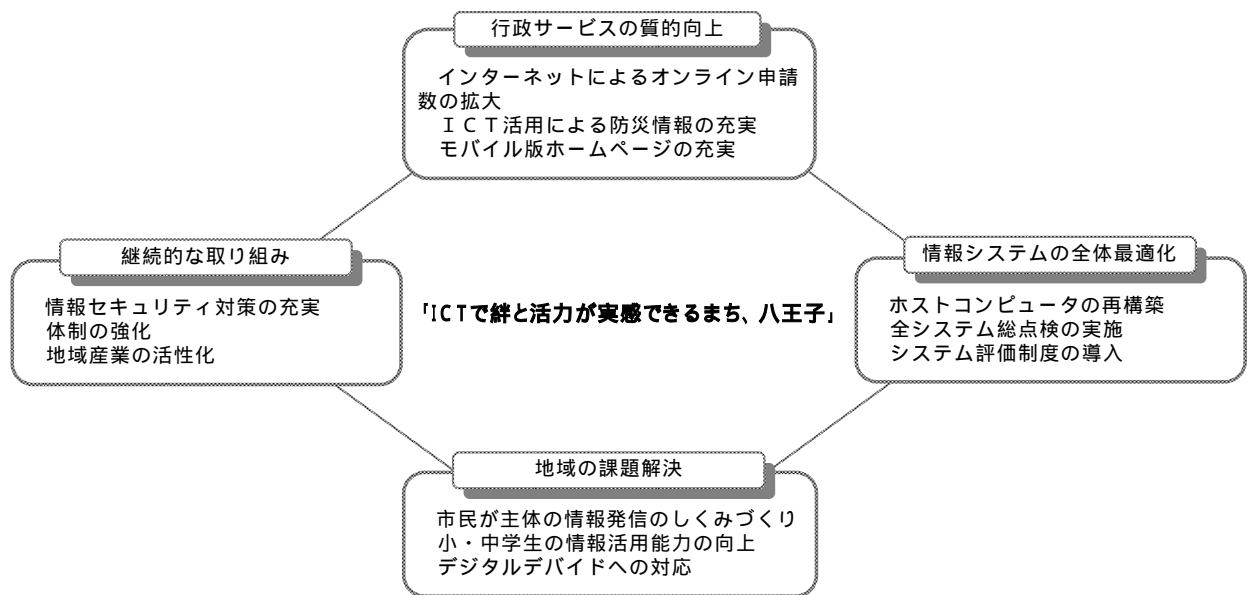 行政サービスの質的向上
インターネットによるオンライン申請
数の拡大
ＩＣＴ活用による防災情報の充実
モバイル版ホームページの充実
継続的な取り組み
情報セキュリティ対策の充実
体制の強化
地域産業の活性化
「ICTで絆と活力が実感できるまち、八王子」
情報システムの全体最適化
ホストコンピュータの再構築
全システム総点検の実施
システム評価制度の導入
地域の課題解決
市民が主体の情報発信のしくみづくり
小・中学生の情報活用能力の向上
デジタルデバイドへの対応